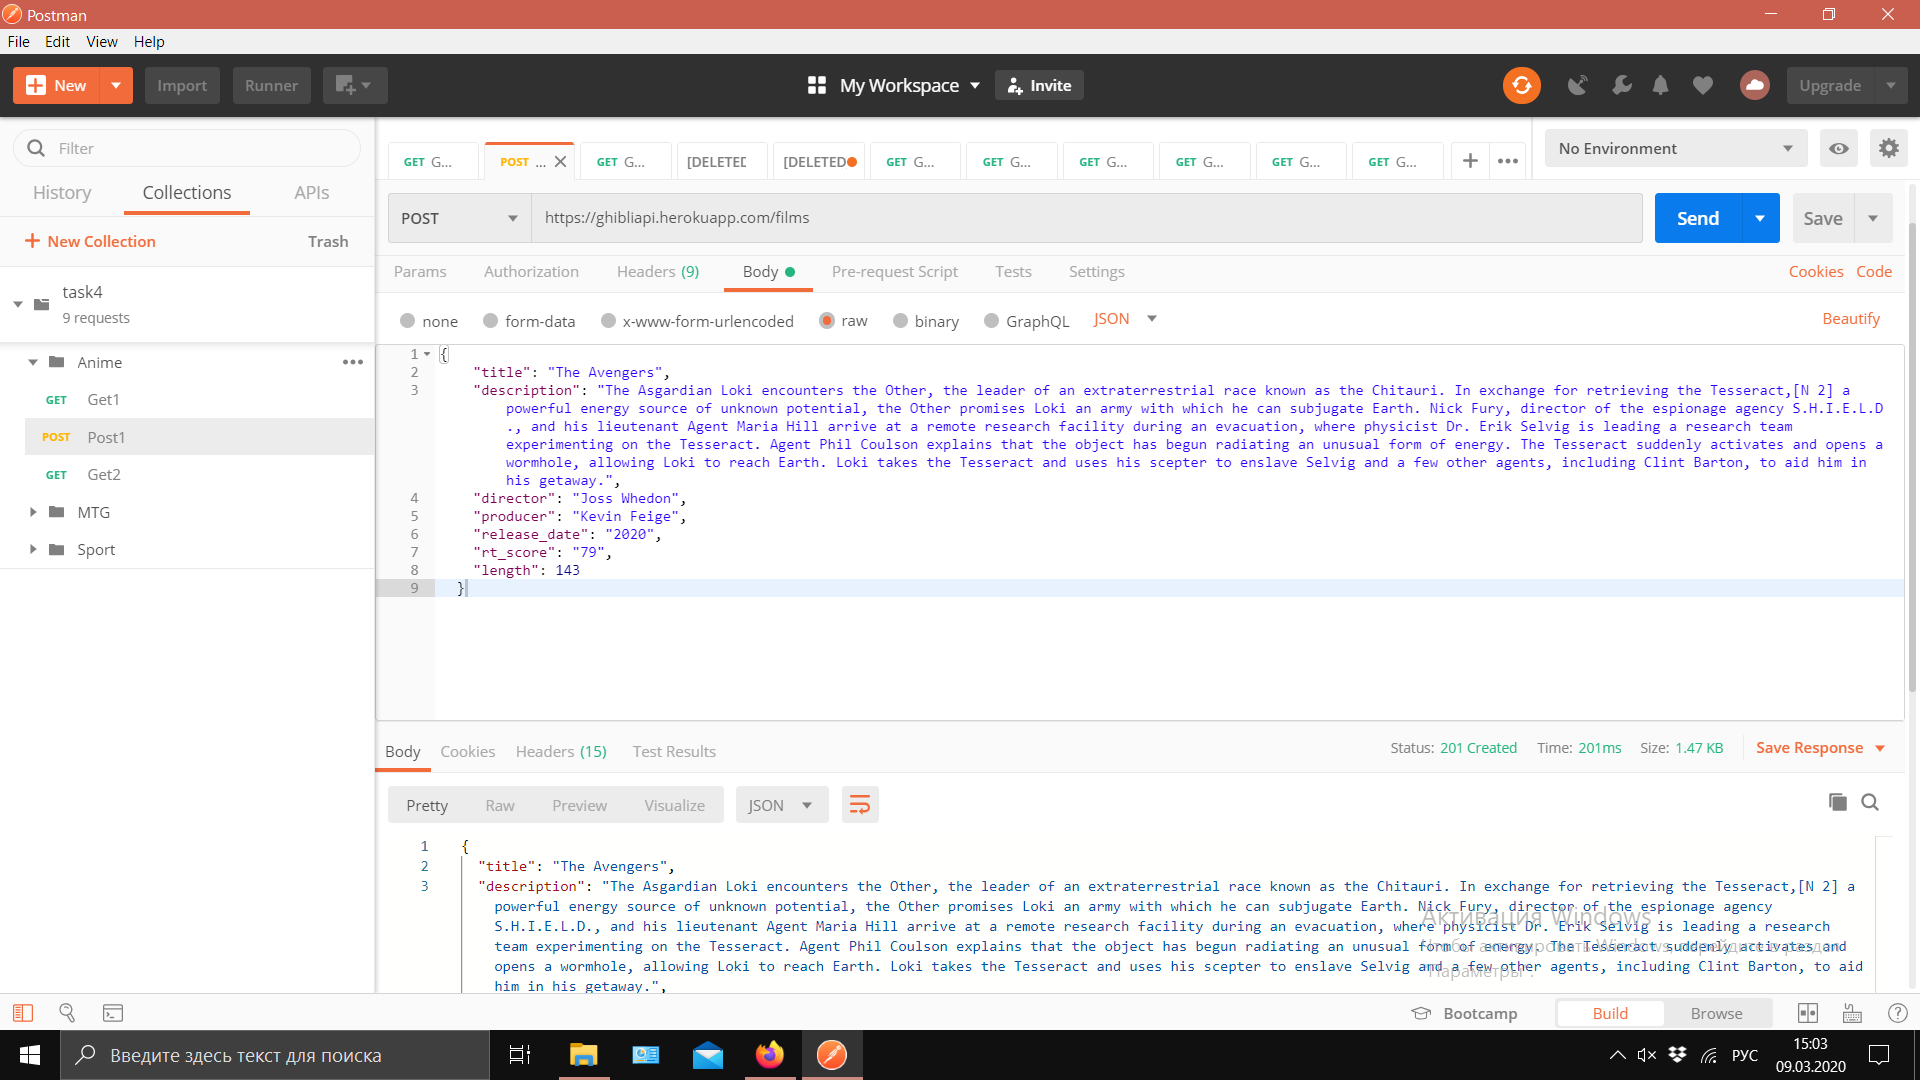 Postman
File Edit View Help
New Import Runner My Workspace Invite Upgrade
Filter
History Collections APIs
New Collection Trash
task4
9 requests
Anime
GET Get1
POST Post1
GET Get2
MTG
Sport
GET G... POST ... GET G... [DELETED [DELETED GET G... GET G... GET G... GET G... GET G... GET G...
No Environment
POST https://ghibliapi.herokuapp.com/films Send Save
Params Authorization Headers (9) Body Pre-request Script Tests Settings Cookies Code
none form-data x-www-form-urlencoded raw binary GraphQL JSON Beautify
1 {
2 "title": "The Avengers",
3 "description": "The Asgardian Loki encounters the Other, the leader of an extraterrestrial race known as the Chitauri. In exchange for retrieving the Tesseract,[N 2] a
powerful energy source of unknown potential, the Other promises Loki an army with which he can subjugate Earth. Nick Fury, director of the espionage agency S.H.I.E.L.D
., and his lieutenant Agent Maria Hill arrive at a remote research facility during an evacuation, where physicist Dr. Erik Selvig is leading a research team
experimenting on the Tesseract. Agent Phil Coulson explains that the object has begun radiating an unusual form of energy. The Tesseract suddenly activates and opens a
wormhole, allowing Loki to reach Earth. Loki takes the Tesseract and uses his scepter to enslave Selvig and a few other agents, including Clint Barton, to aid him in
his getaway.",
4 "director": "Joss Whedon",
5 "producer": "Kevin Feige",
6 "release_date": "2020",
7 "rt_score": "79",
8 "length": 143
9 }
Body Cookies Headers (15) Test Results Status: 201 Created Time: 201ms Size: 1.47 KB Save Response
Pretty Raw Preview Visualize JSON
1 {
2 "title": "The Avengers",
3 "description": "The Asgardian Loki encounters the Other, the leader of an extraterrestrial race known as the Chitauri. In exchange for retrieving the Tesseract,[N 2] a
powerful energy source of unknown potential, the Other promises Loki an army with which he can subjugate Earth. Nick Fury, director of the espionage agency
S.H.I.E.L.D., and his lieutenant Agent Maria Hill arrive at a remote research facility during an evacuation, where physicist Dr. Erik Selvig is leading a research
team experimenting on the Tesseract. Agent Phil Coulson explains that the object has begun radiating an unusual form of energy. The Tesseract suddenly activates and
opens a wormhole, allowing Loki to reach Earth. Loki takes the Tesseract and uses his scepter to enslave Selvig and a few other agents, including Clint Barton, to aid
him in his getaway.",
Активация Windows
Чтобы активировать Windows, перейдите в раздел
"Параметры".
Bootcamp Build Browse
Введите здесь текст для поиска
РУС
15:03
09.03.2020